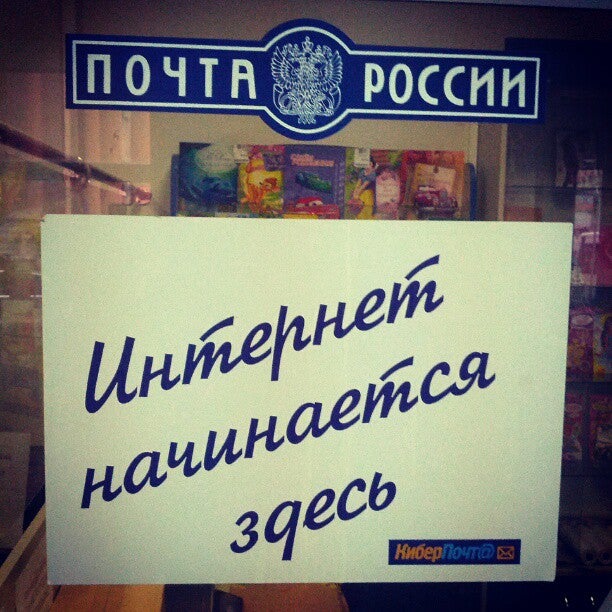 ПОЧТА РОССИИ
Интернет
начинается
здесь
КиберПочт@